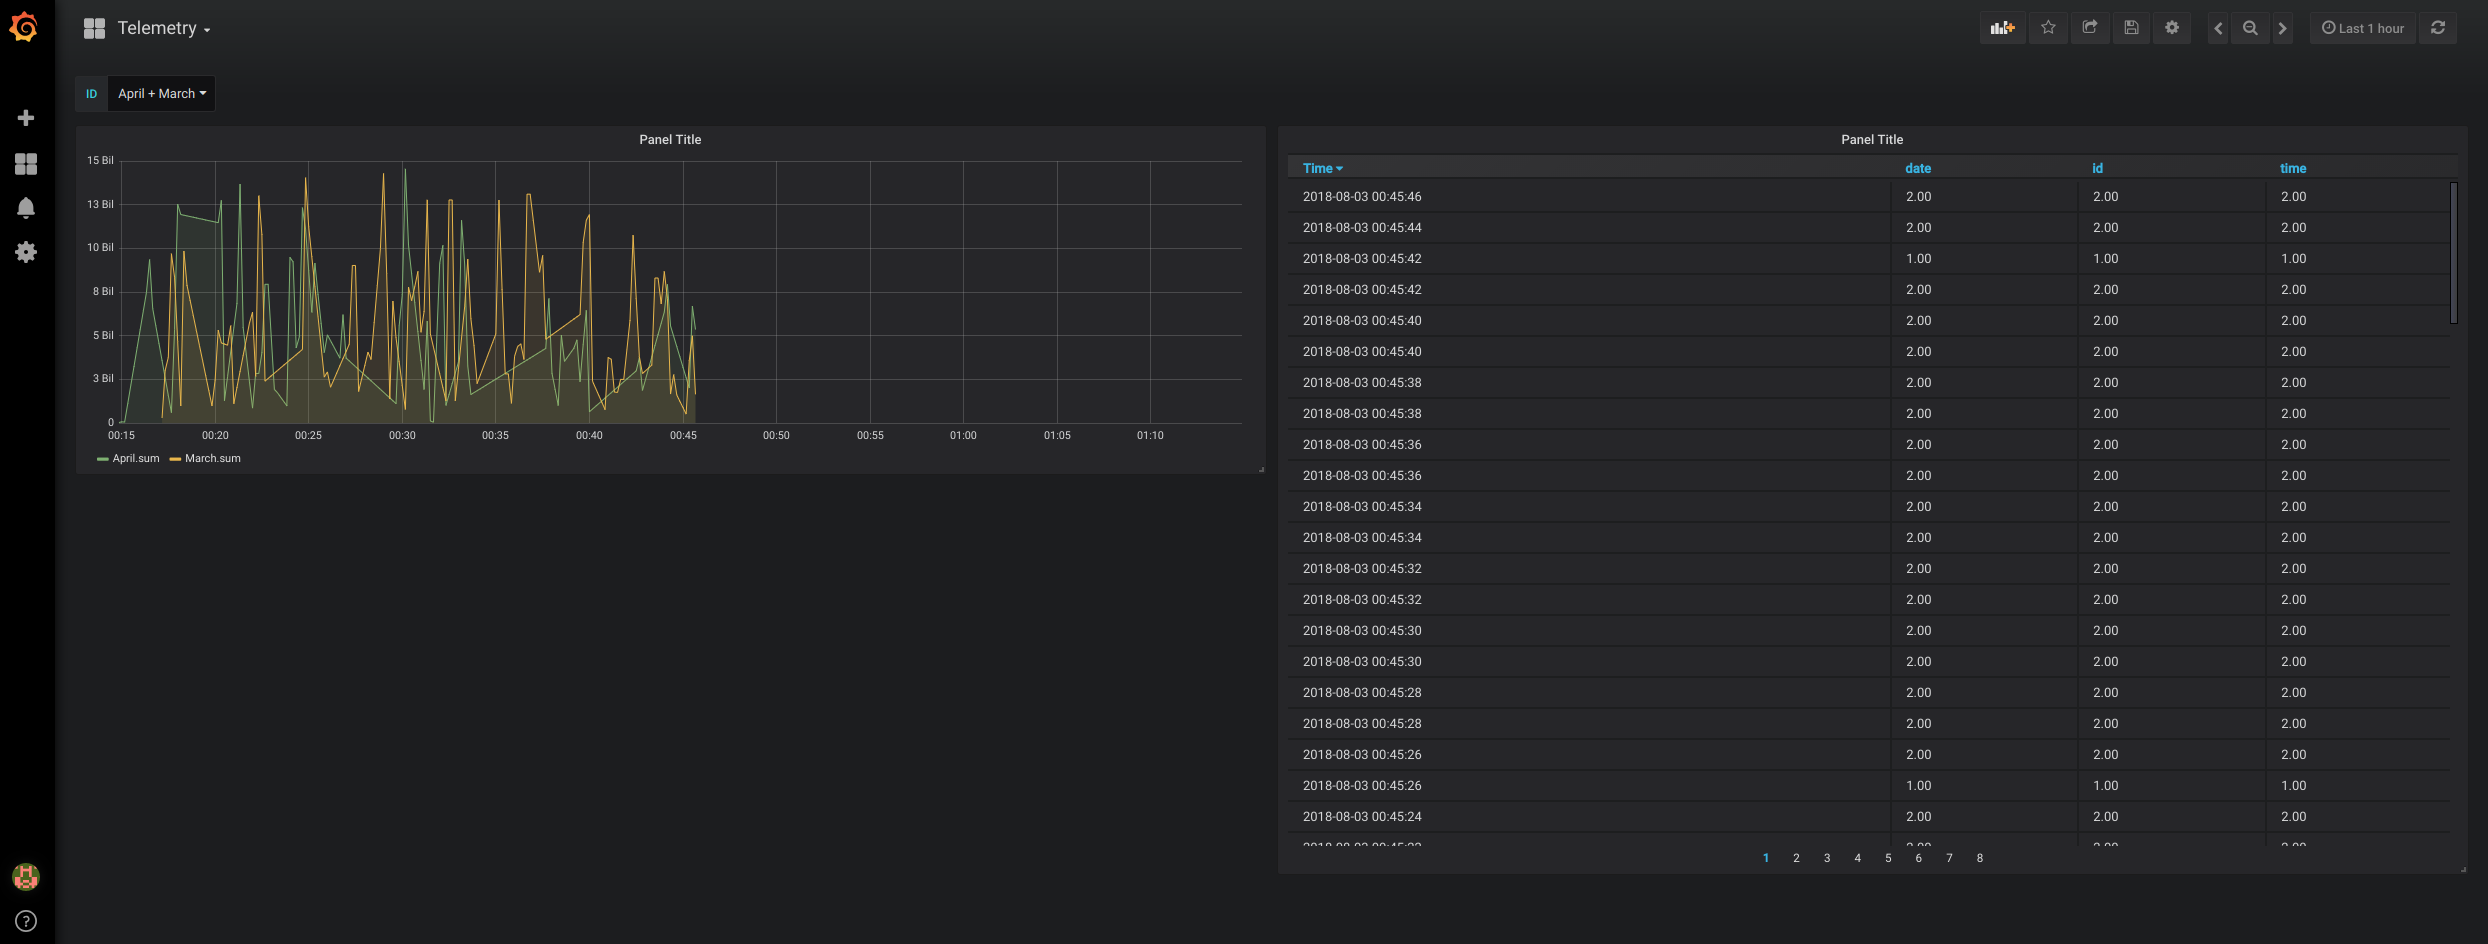 Telemetry
Last 1 hour
ID April + March
Panel Title
15 Bil
13 Bil
10 Bil
8 Bil
5 Bil
3 Bil
0
00:15 00:20 00:25 00:30 00:35 00:40 00:45 00:50 00:55 01:00 01:05 01:10
April.sum March.sum
Panel Title
Time date id time
2018-08-03 00:45:46 2.00 2.00 2.00
2018-08-03 00:45:44 2.00 2.00 2.00
2018-08-03 00:45:42 1.00 1.00 1.00
2018-08-03 00:45:42 2.00 2.00 2.00
2018-08-03 00:45:40 2.00 2.00 2.00
2018-08-03 00:45:40 2.00 2.00 2.00
2018-08-03 00:45:38 2.00 2.00 2.00
2018-08-03 00:45:38 2.00 2.00 2.00
2018-08-03 00:45:36 2.00 2.00 2.00
2018-08-03 00:45:36 2.00 2.00 2.00
2018-08-03 00:45:34 2.00 2.00 2.00
2018-08-03 00:45:34 2.00 2.00 2.00
2018-08-03 00:45:32 2.00 2.00 2.00
2018-08-03 00:45:32 2.00 2.00 2.00
2018-08-03 00:45:30 2.00 2.00 2.00
2018-08-03 00:45:30 2.00 2.00 2.00
2018-08-03 00:45:28 2.00 2.00 2.00
2018-08-03 00:45:28 2.00 2.00 2.00
2018-08-03 00:45:26 2.00 2.00 2.00
2018-08-03 00:45:26 1.00 1.00 1.00
2018-08-03 00:45:24 2.00 2.00 2.00
1 2 3 4 5 6 7 8